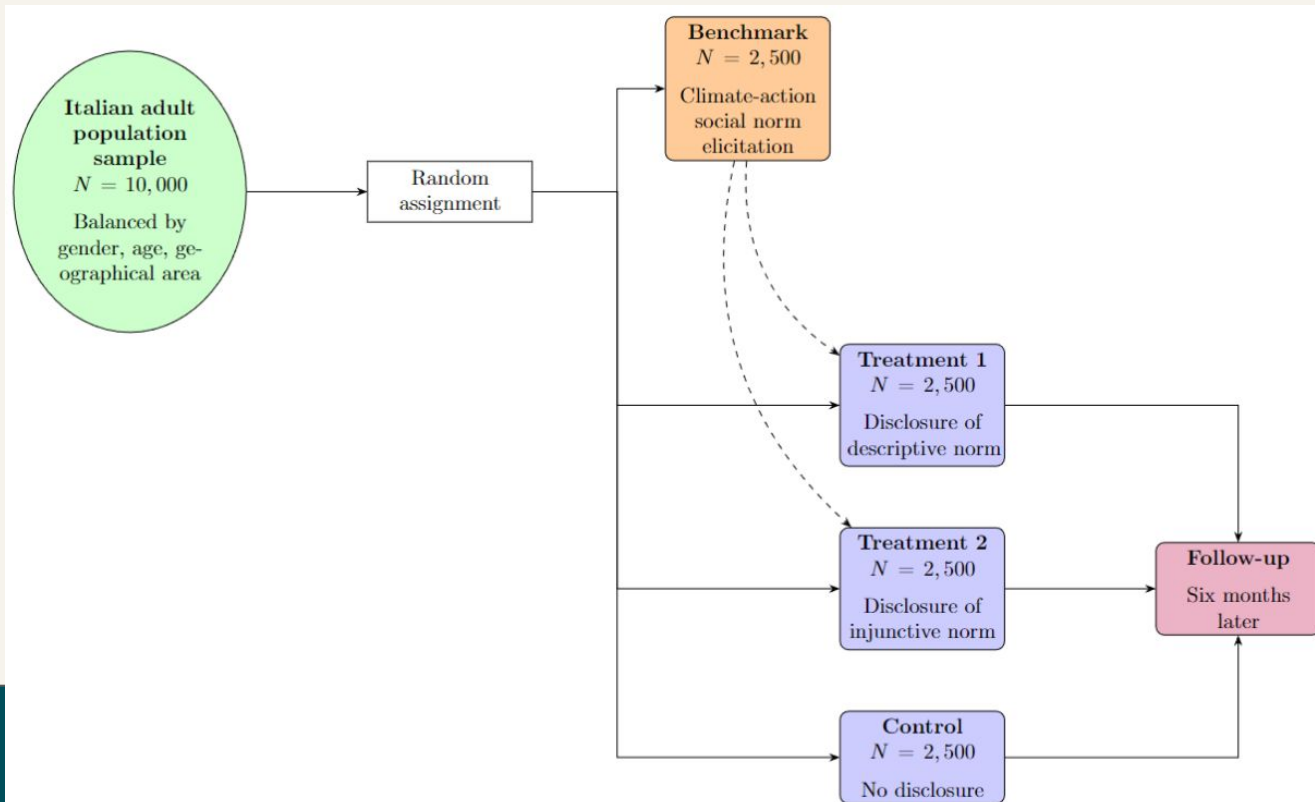 Italian adult
population
sample
N = 10,000
Balanced by
gender, age, ge-
ographical area
Random
assignment
Benchmark
N = 2,500
Climate-action
social norm
elicitation
Treatment 1
N = 2,500
Disclosure of
descriptive norm
Treatment 2
N = 2,500
Disclosure of
injunctive norm
Control
N = 2,500
No disclosure
Follow-up
Six months
later